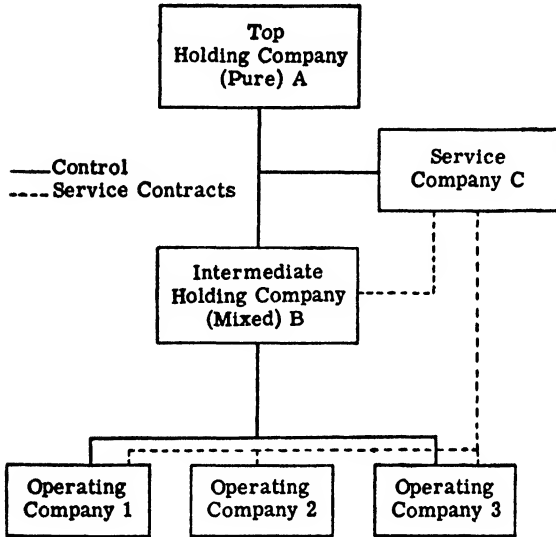 Top
Holding Company
(Pure) A
Control
Service Contracts
Service
Company C
Intermediate
Holding Company
(Mixed) B
Operating
Company 1
Operating
Company 2
Operating
Company 3